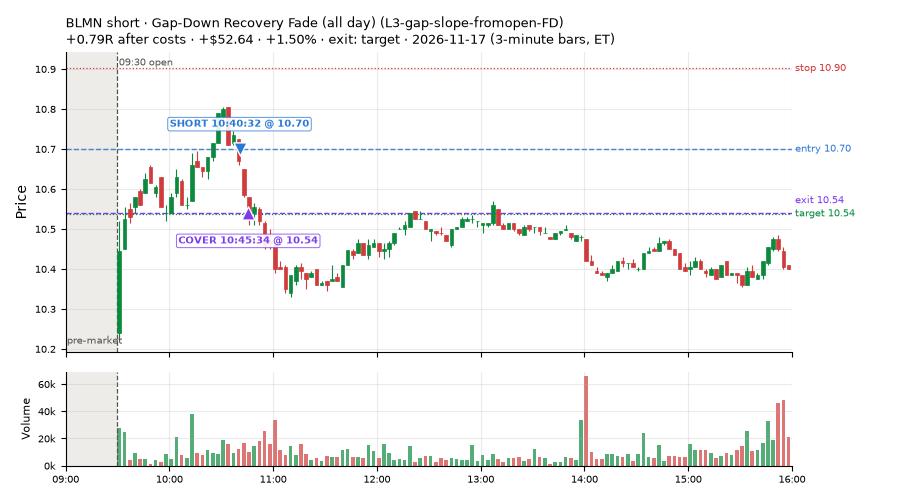 BLMN short · Gap-Down Recovery Fade (all day) (L3-gap-slope-fromopen-FD)
+0.79R after costs · +$52.64 · +1.50% · exit: target · 2026-11-17 (3-minute bars, ET)
09:30 open
stop 10.90
SHORT 10:40:32 @ 10.70
entry 10.70
exit 10.54
target 10.54
COVER 10:45:34 @ 10.54
pre-market
Price
10.9
10.8
10.7
10.6
10.5
10.4
10.3
10.2
Volume
60k
40k
20k
0k
09:00
10:00
11:00
12:00
13:00
14:00
15:00
16:00